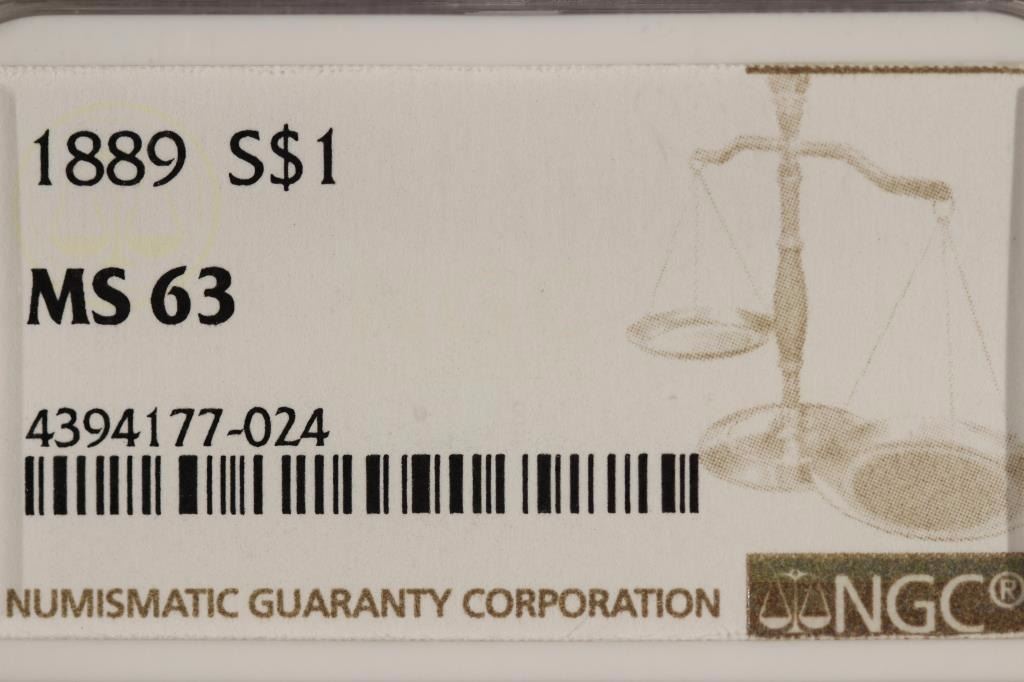 1889 S$1
MS 63
4394177-024
NUMISMATIC GUARANTY CORPORATION
NGC®